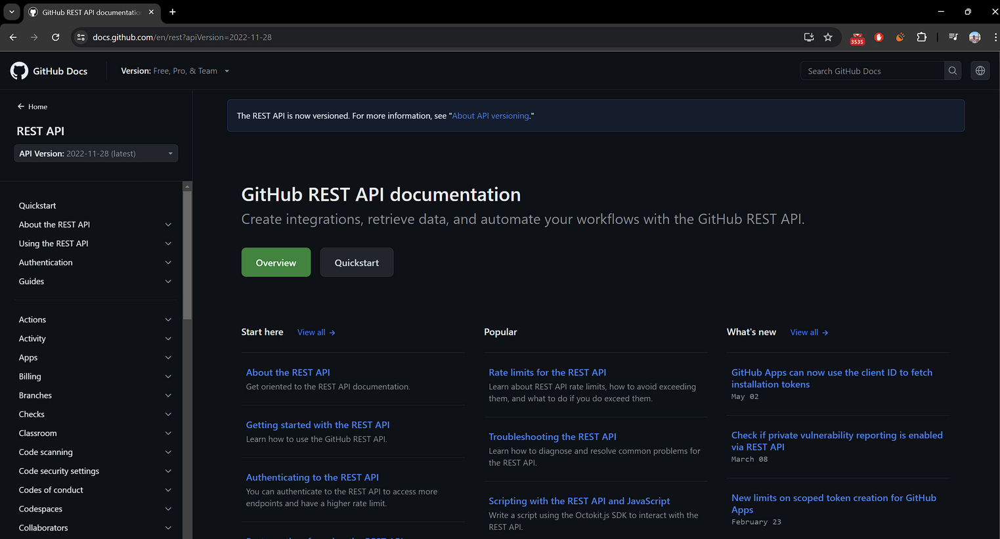 GitHub REST API documentatio
docs.github.com/en/rest?apiVersion=2022-11-28
3535
GitHub Docs
Version: Free, Pro, & Team
Search GitHub Docs
Home
REST API
API Version: 2022-11-28 (latest)
Quickstart
About the REST API
Using the REST API
Authentication
Guides
Actions
Activity
Apps
Billing
Branches
Checks
Classroom
Code scanning
Code security settings
Codes of conduct
Codespaces
Collaborators
The REST API is now versioned. For more information, see "About API versioning."
GitHub REST API documentation
Create integrations, retrieve data, and automate your workflows with the GitHub REST API.
Overview
Quickstart
Start here
View all →
About the REST API
Get oriented to the REST API documentation.
Getting started with the REST API
Learn how to use the GitHub REST API.
Authenticating to the REST API
You can authenticate to the REST API to access more
endpoints and have a higher rate limit.
Popular
Rate limits for the REST API
Learn about REST API rate limits, how to avoid exceeding
them, and what to do if you do exceed them.
Troubleshooting the REST API
Learn how to diagnose and resolve common problems for
the REST API.
Scripting with the REST API and JavaScript
Write a script using the Octokit.js SDK to interact with the
REST API.
What's new
View all →
GitHub Apps can now use the client ID to fetch
installation tokens
May 02
Check if private vulnerability reporting is enabled
via REST API
March 08
New limits on scoped token creation for GitHub
Apps
February 23